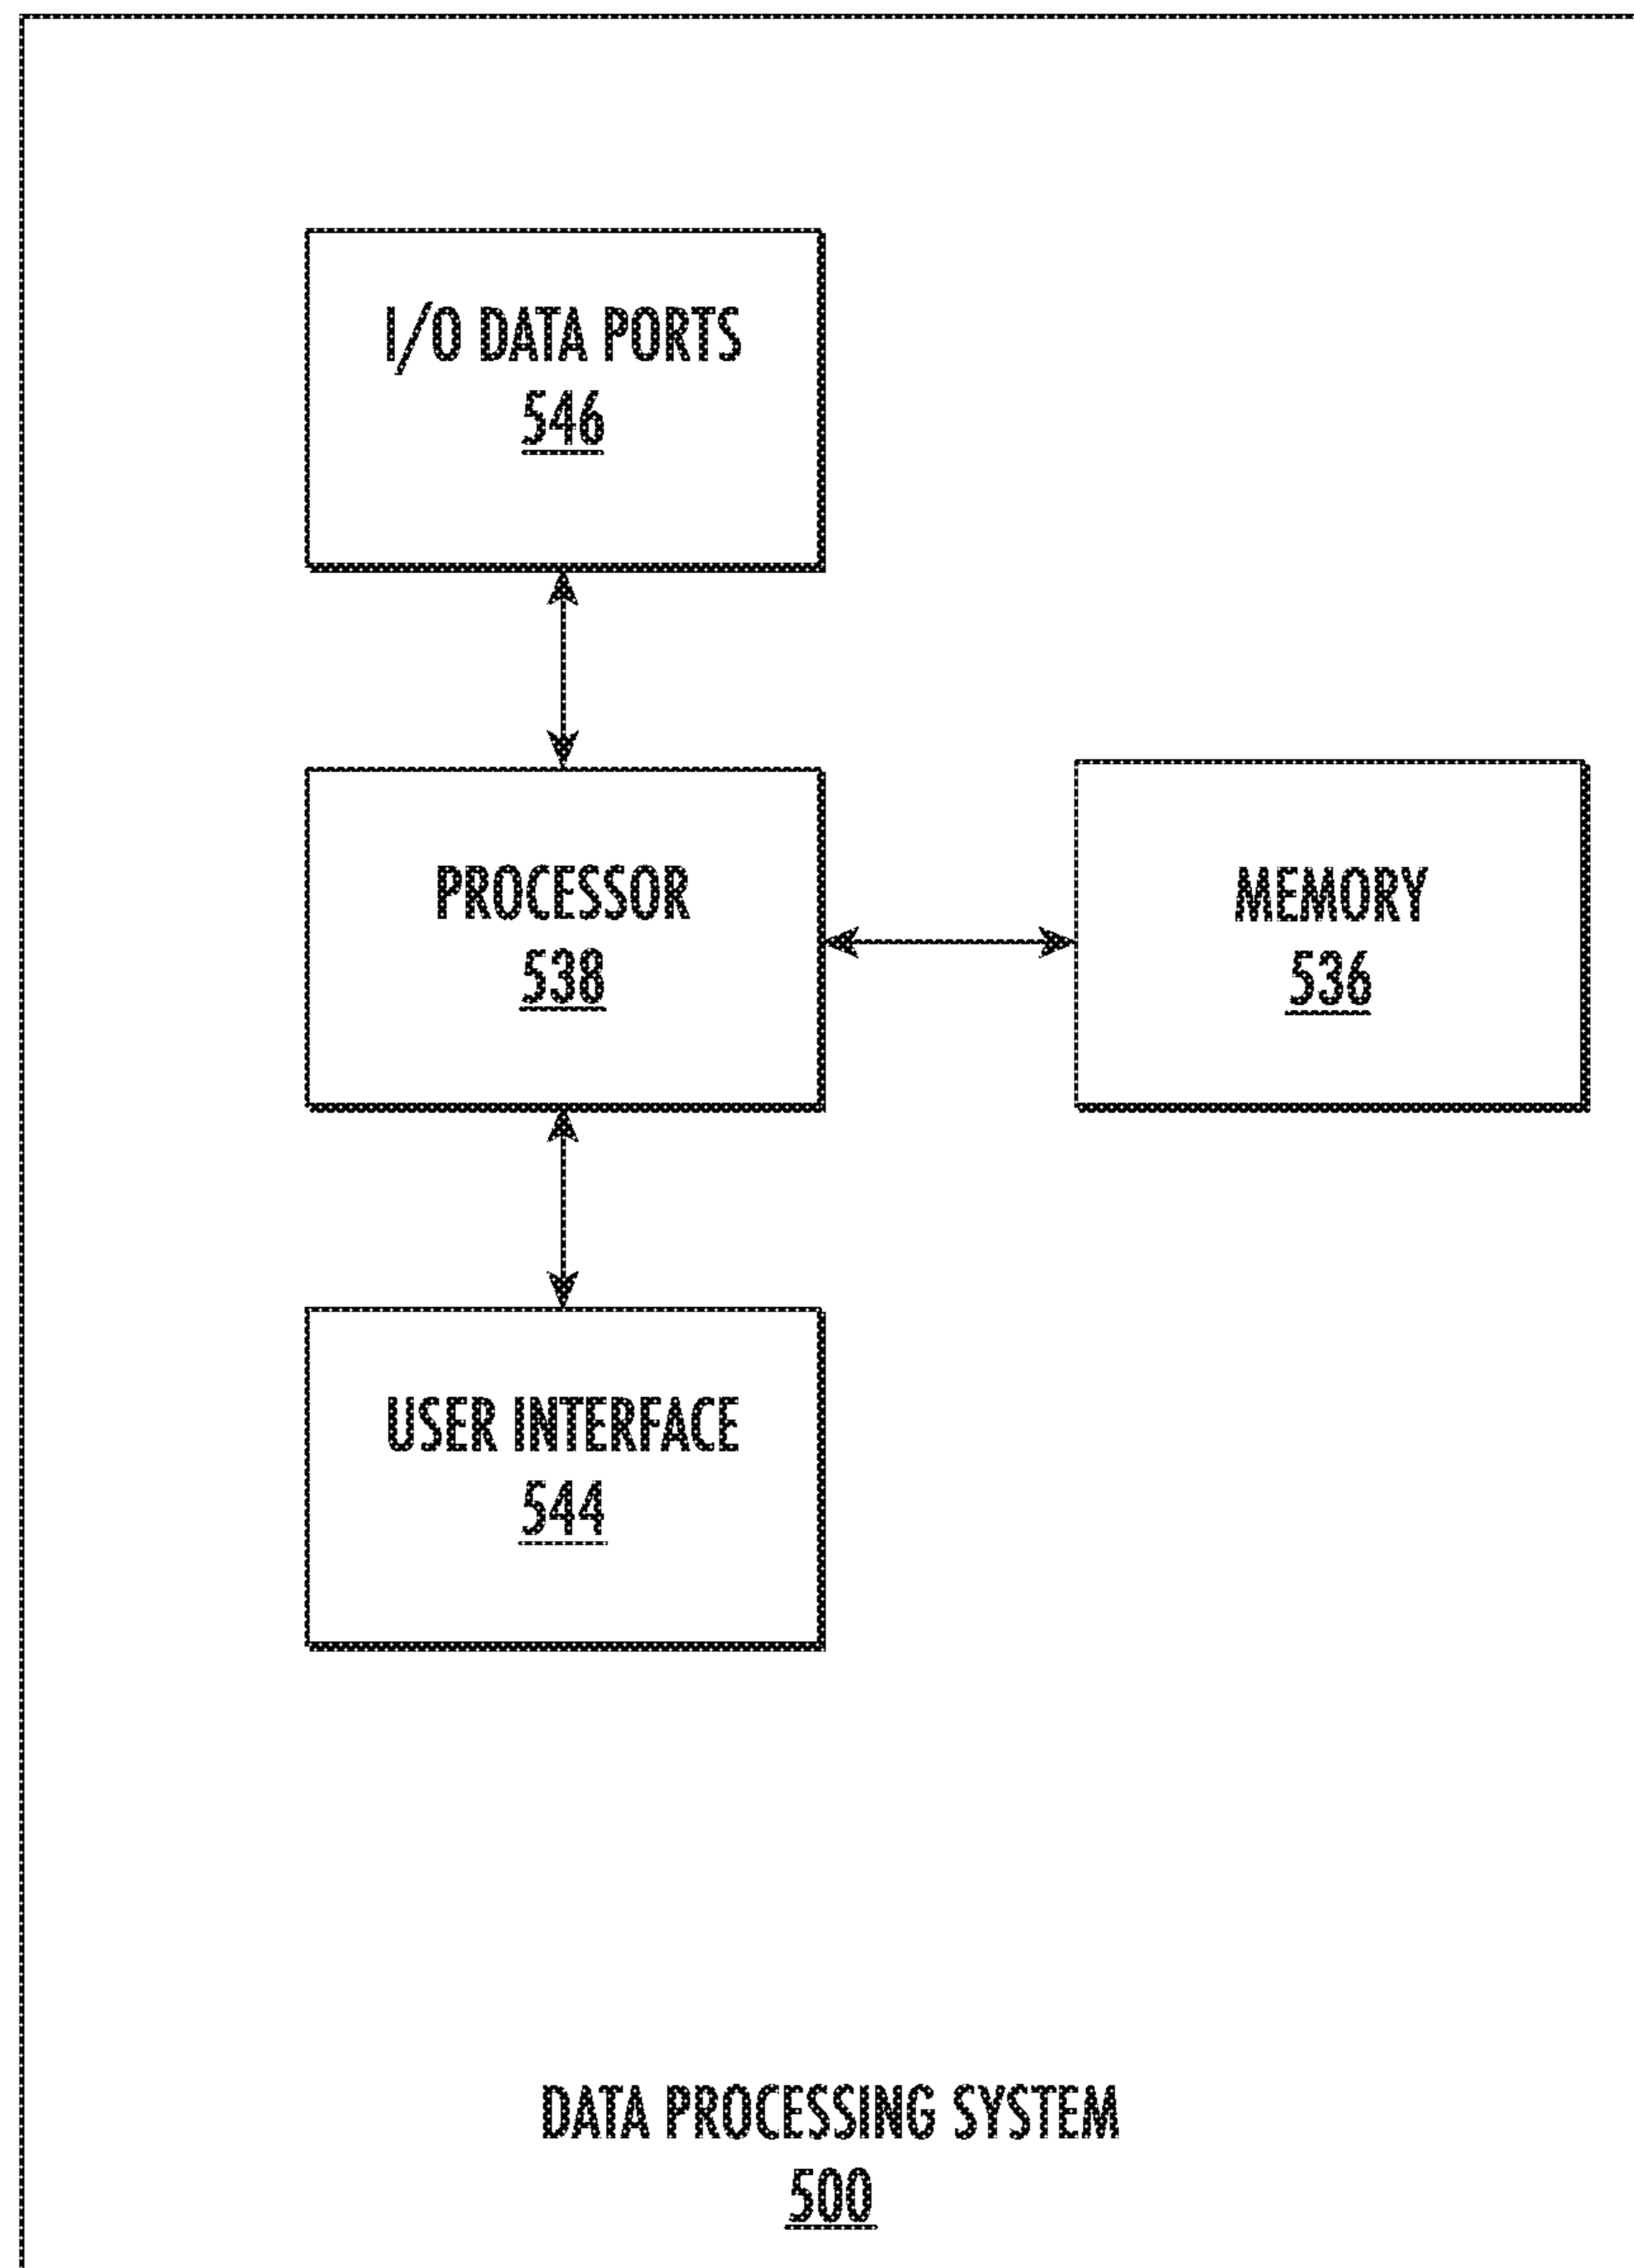 I/O DATA PORTS
546
PROCESSOR
538
MEMORY
536
USER INTERFACE
544
DATA PROCESSING SYSTEM
500